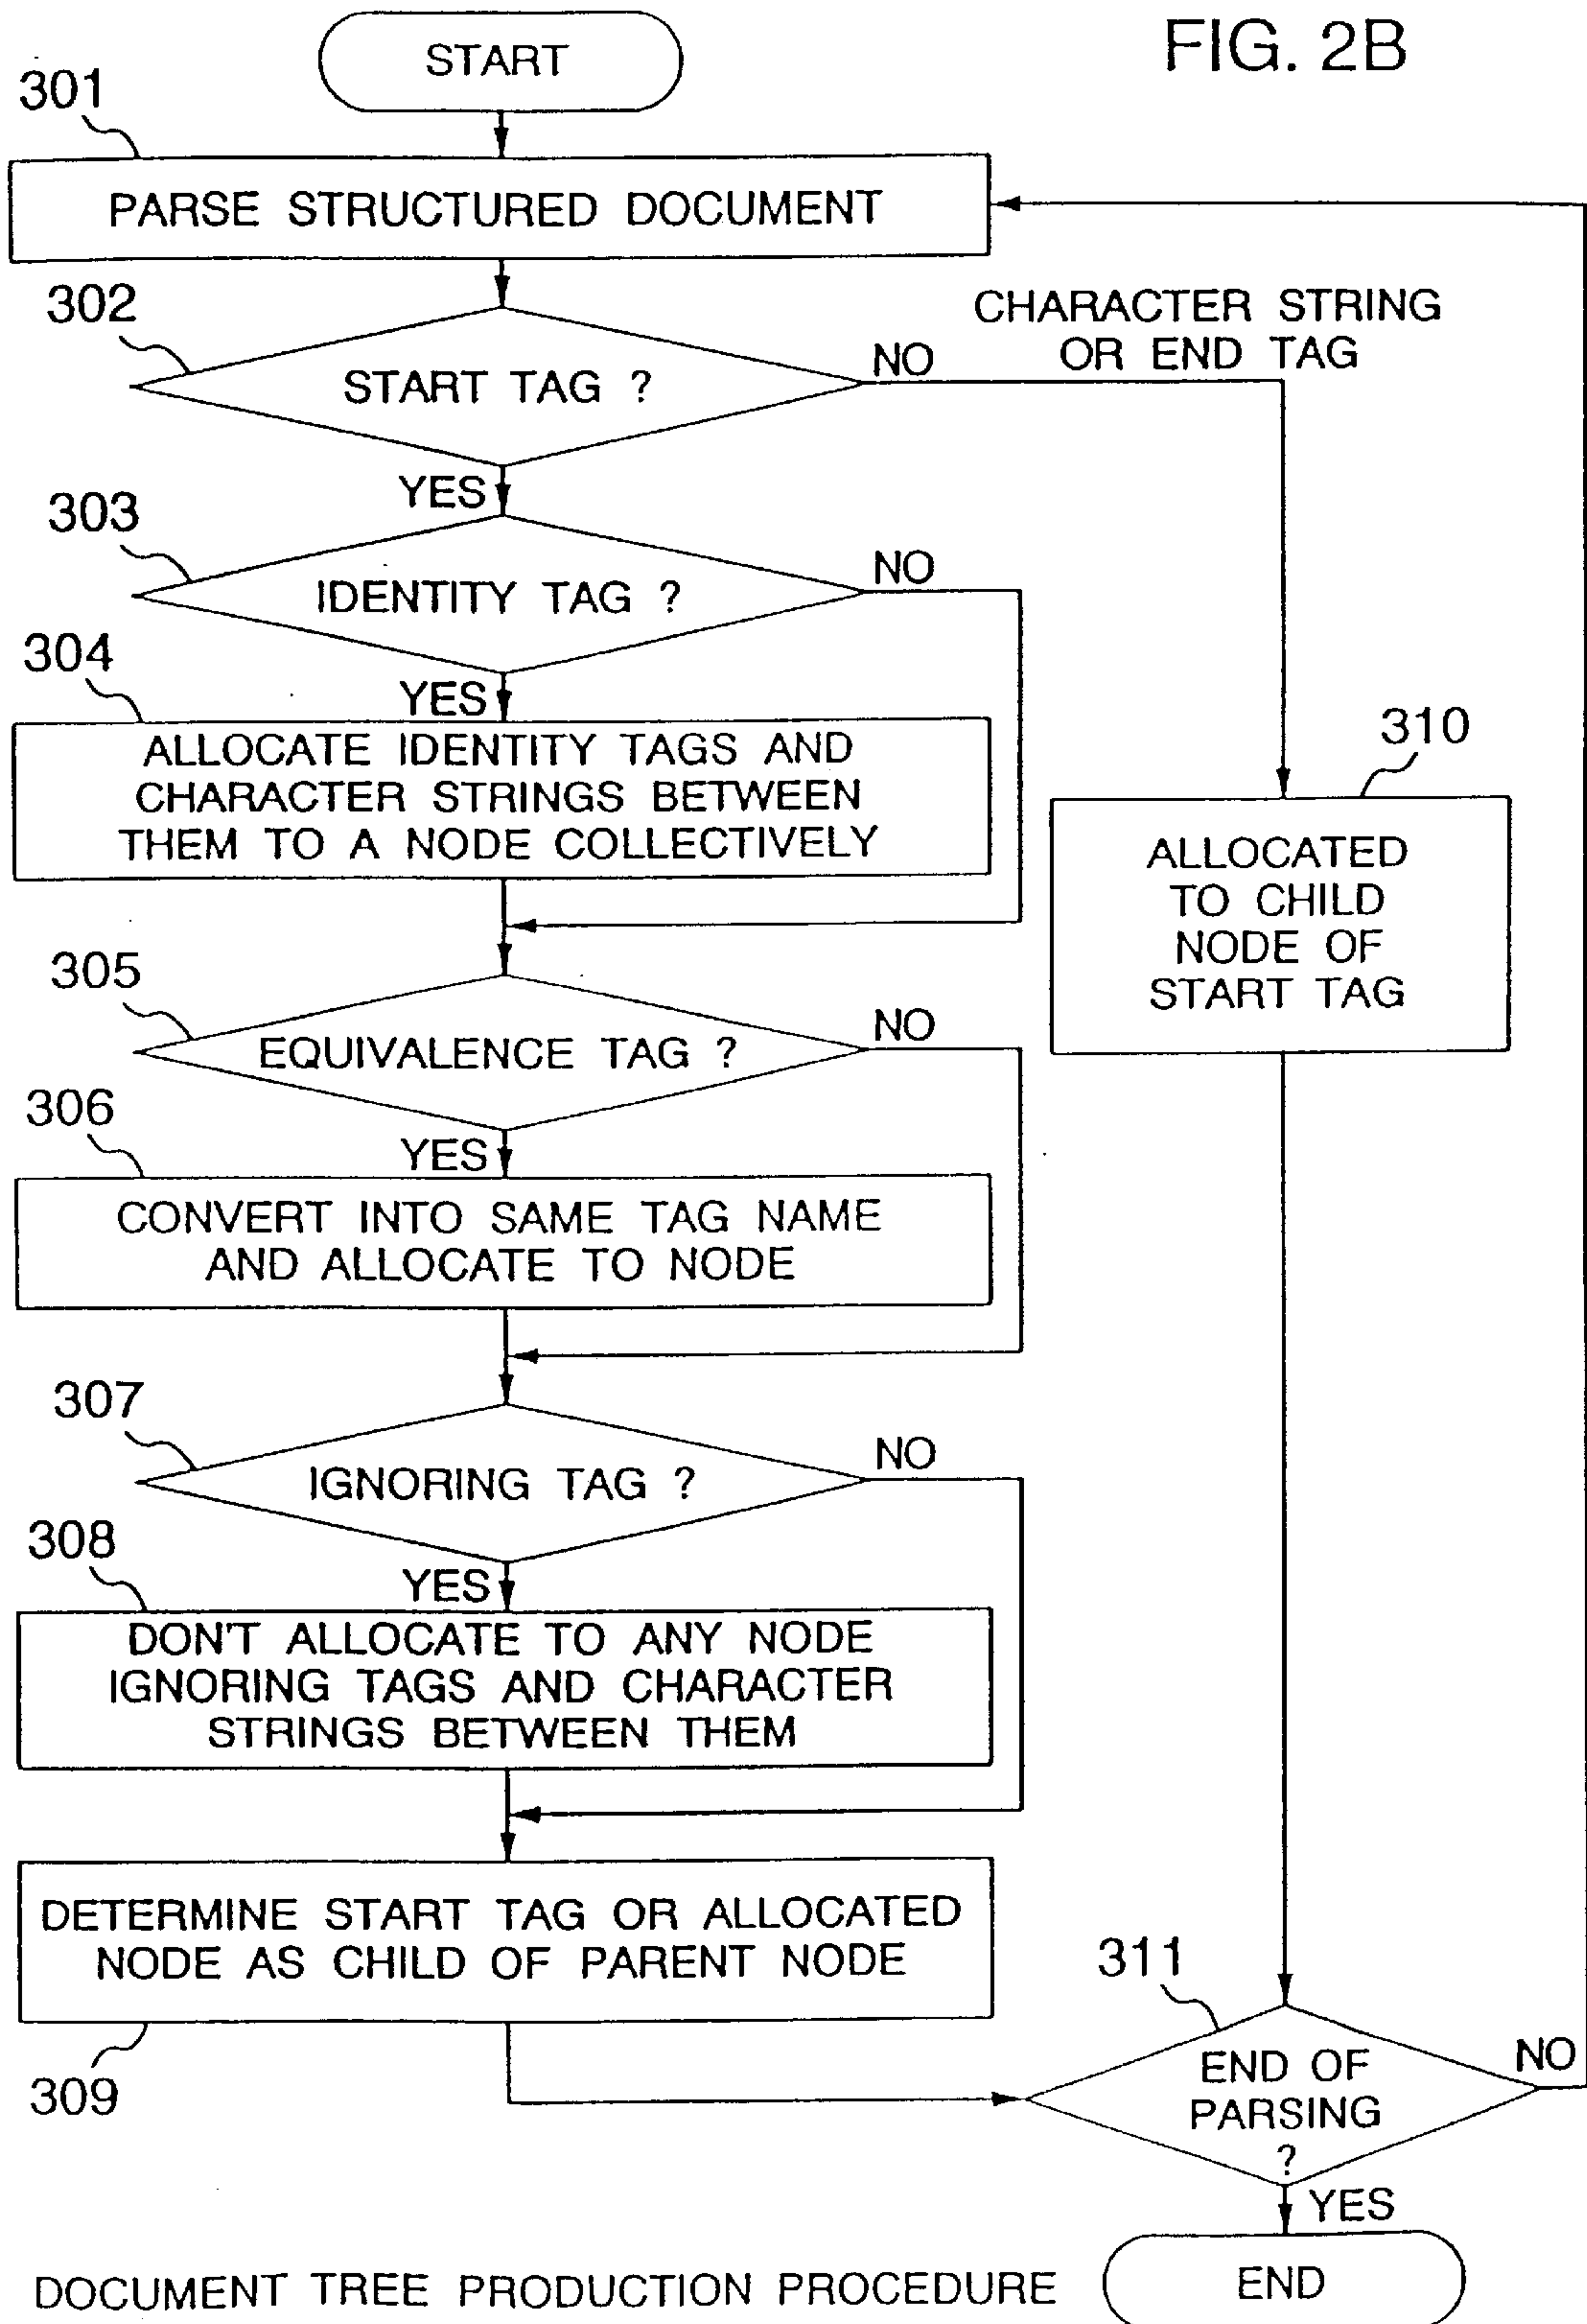 FIG. 2B
START
301
PARSE STRUCTURED DOCUMENT
302
CHARACTER STRING
OR END TAG
NO
START TAG ?
YES
303
NO
IDENTITY TAG ?
304
YES
ALLOCATE IDENTITY TAGS AND
CHARACTER STRINGS BETWEEN
THEM TO A NODE COLLECTIVELY
310
ALLOCATED
TO CHILD
NODE OF
START TAG
305
NO
EQUIVALENCE TAG ?
306
YES
CONVERT INTO SAME TAG NAME
AND ALLOCATE TO NODE
307
NO
IGNORING TAG ?
308
YES
DON'T ALLOCATE TO ANY NODE
IGNORING TAGS AND CHARACTER
STRINGS BETWEEN THEM
DETERMINE START TAG OR ALLOCATED
NODE AS CHILD OF PARENT NODE
309
311
END OF
PARSING
?
NO
YES
END
DOCUMENT TREE PRODUCTION PROCEDURE